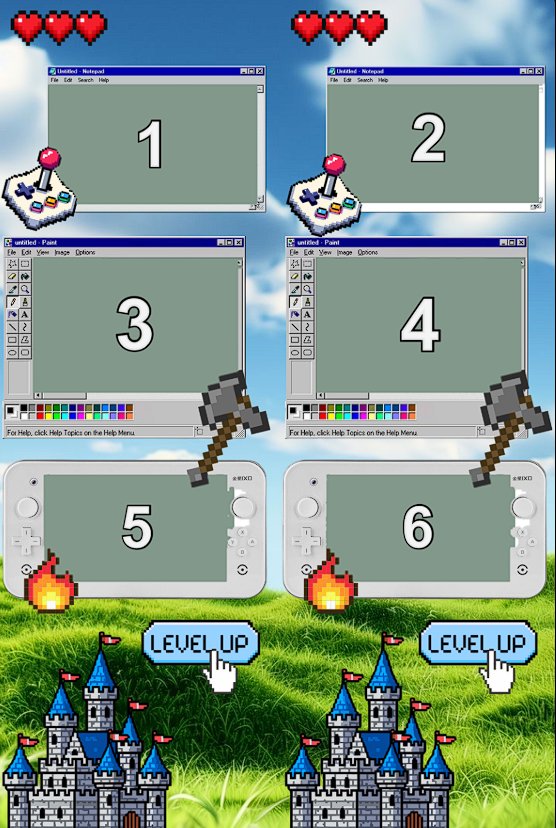 Untitled - Notepad
File Edit Search Help
1
Untitled - Notepad
File Edit Search Help
2
untitled - Paint
File Edit View Image Options
A
3
For Help, click Help Topics on the Help Menu.
untitled - Paint
File Edit View Image Options
A
4
For Help, click Help Topics on the Help Menu.
5
X
Y
B
6
X
Y
B
LEVEL UP
LEVEL UP